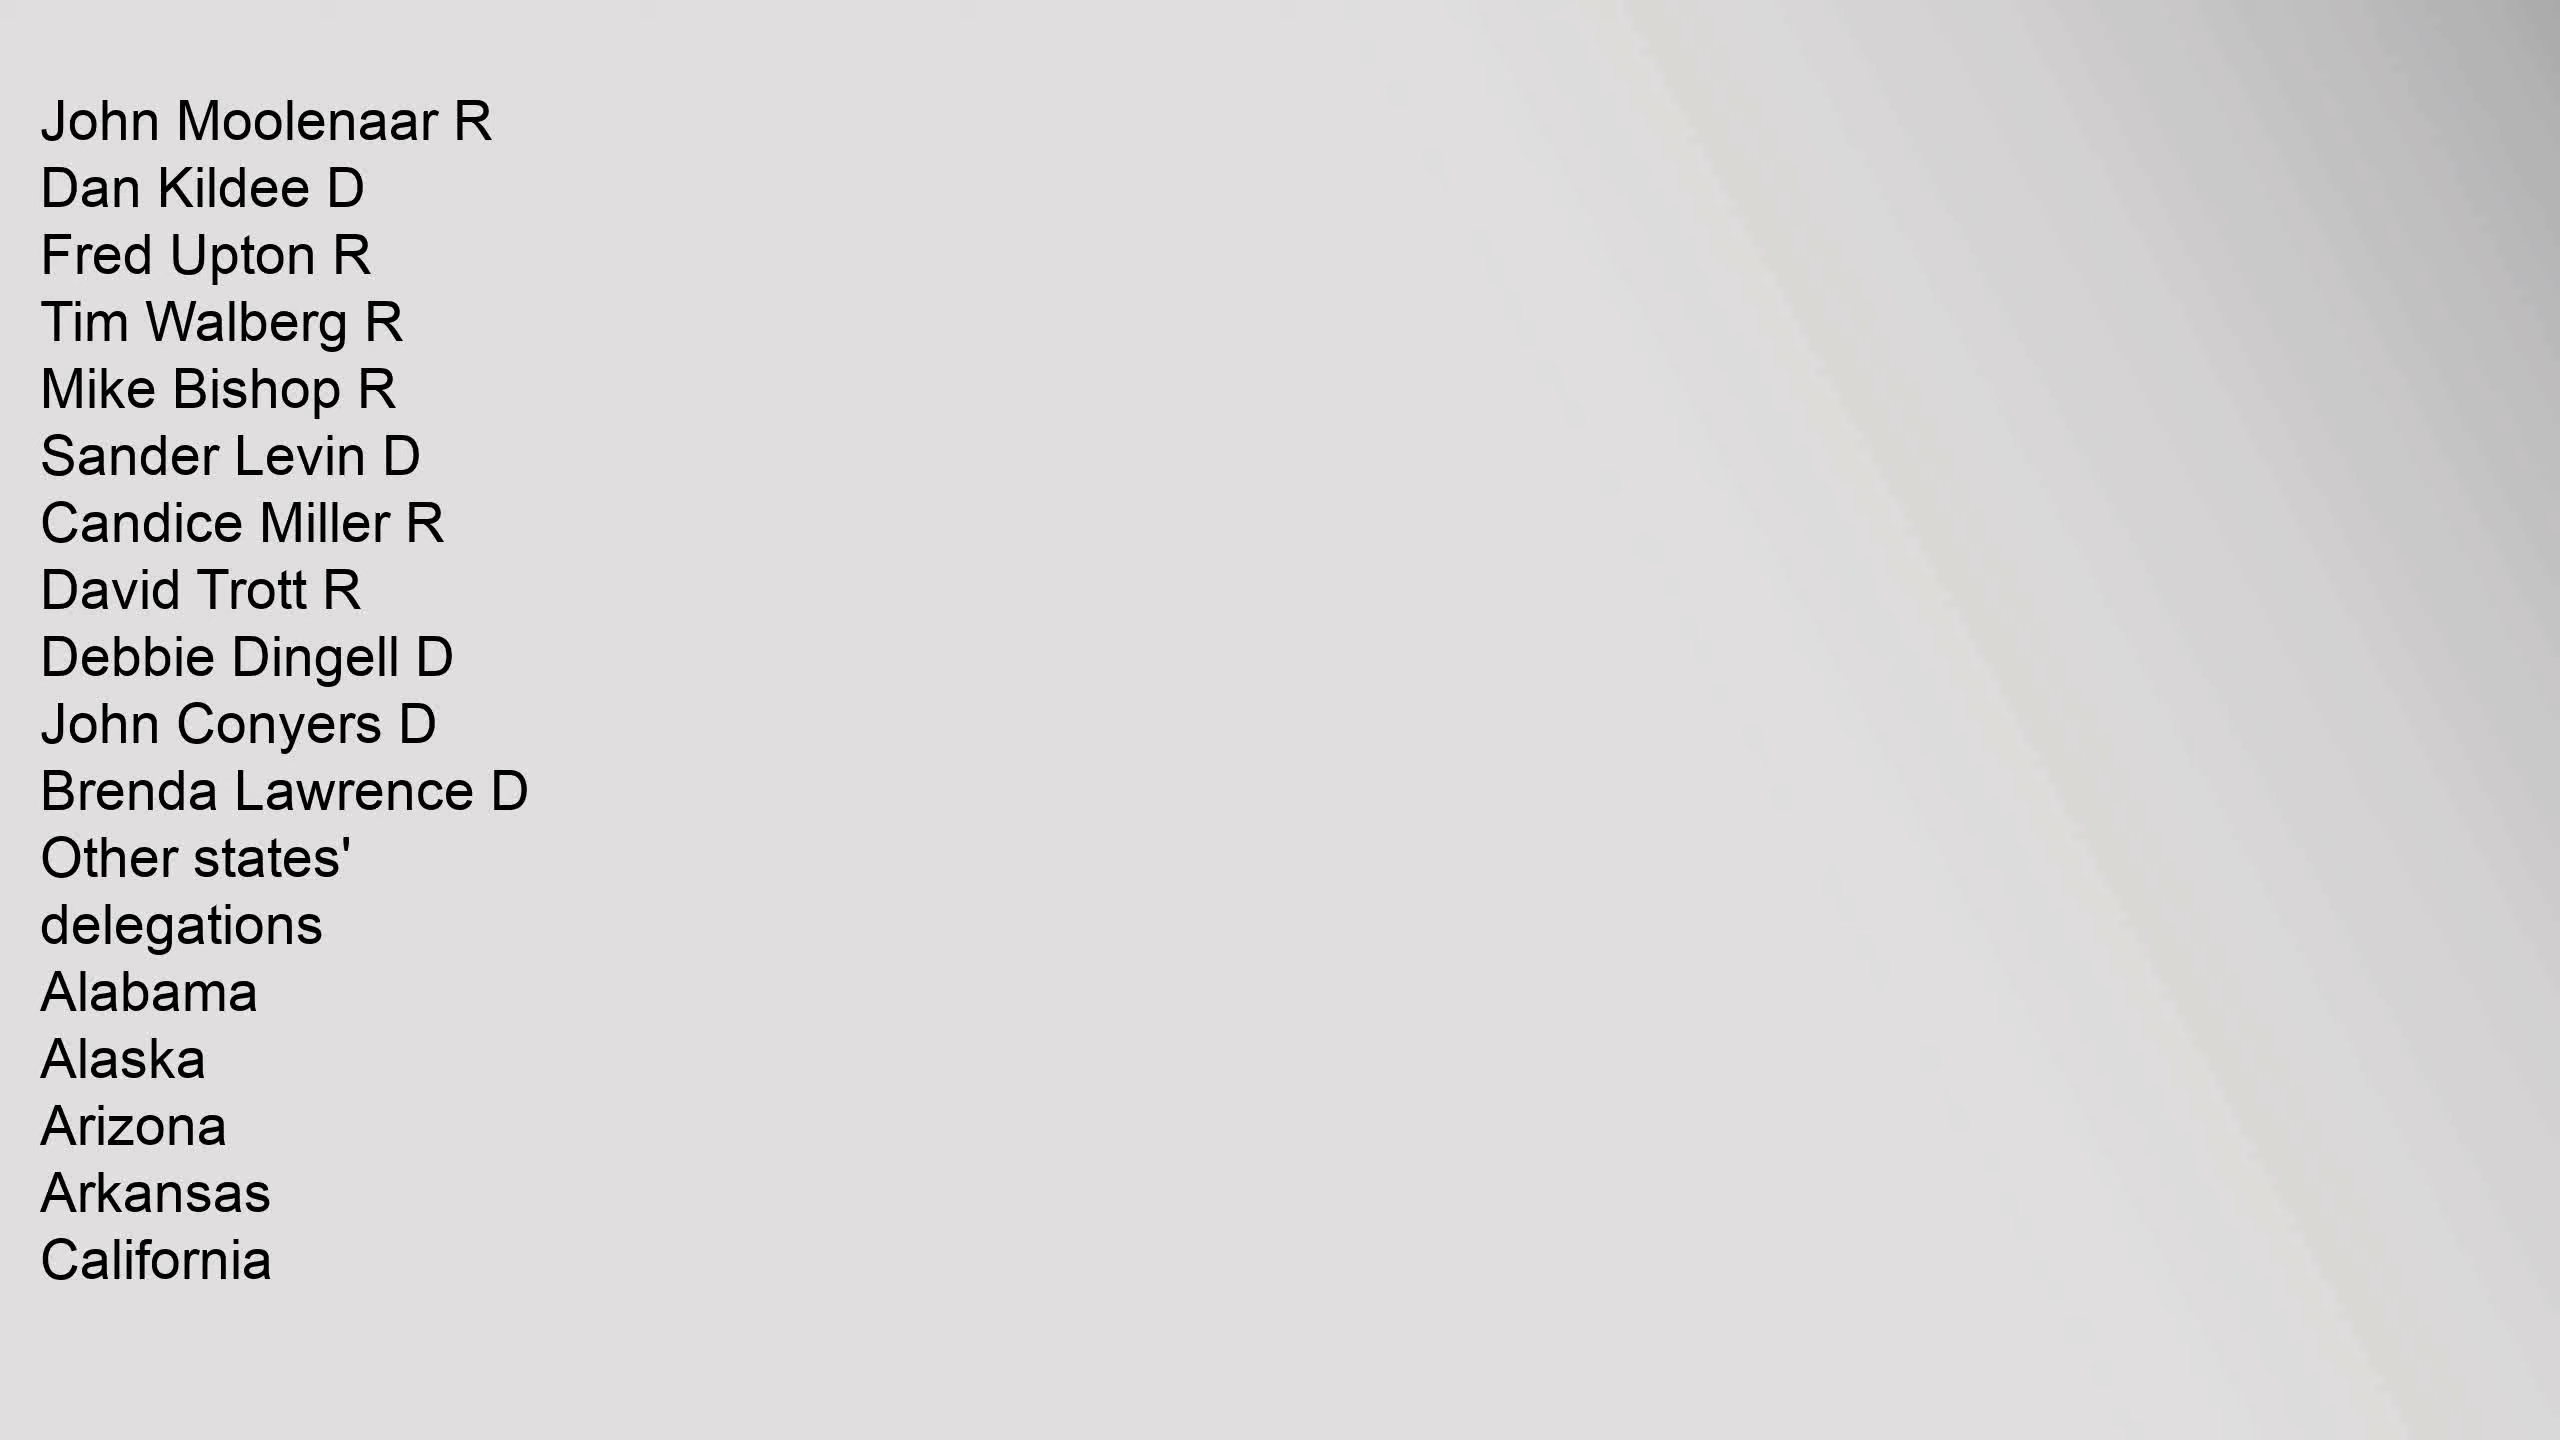 John Moolenaar R
Dan Kildee D
Fred Upton R
Tim Walberg R
Mike Bishop R
Sander Levin D
Candice Miller R
David Trott R
Debbie Dingell D
John Conyers D
Brenda Lawrence D
Other states'
delegations
Alabama
Alaska
Arizona
Arkansas
California